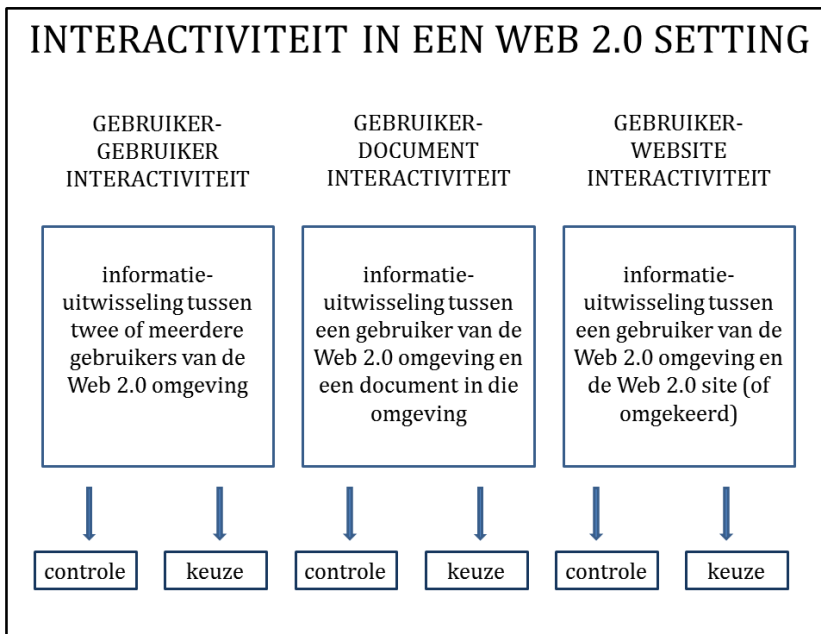 INTERACTIVITEIT IN EEN WEB 2.0 SETTING
GEBRUIKER-
GEBRUIKER
INTERACTIVITEIT
GEBRUIKER-
DOCUMENT
INTERACTIVITEIT
GEBRUIKER-
WEBSITE
INTERACTIVITEIT
informatie-
uitwisseling tussen
twee of meerdere
gebruikers van de
Web 2.0 omgeving
informatie-
uitwisseling tussen
een gebruiker van de
Web 2.0 omgeving en
een document in die
omgeving
informatie-
uitwisseling tussen
een gebruiker van de
Web 2.0 omgeving en
de Web 2.0 site (of
omgekeerd)
controle
keuze
controle
keuze
controle
keuze